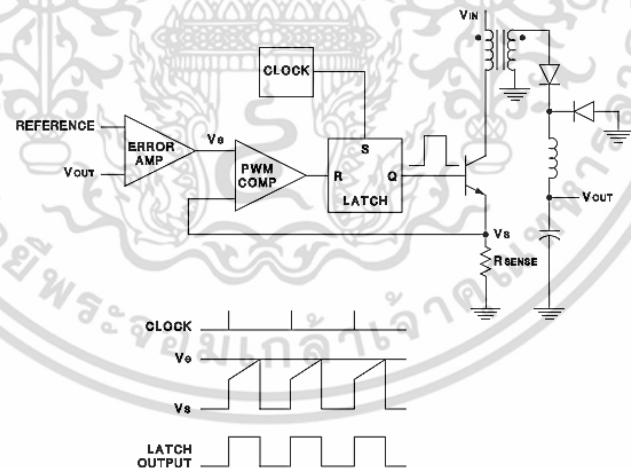 VIN
CLOCK
REFERENCE
ERROR
AMP
Ve
VOUT
PWM
COMP
S
R
Q
LATCH
VS
VOUT
RSENSE
CLOCK
Ve
VS
LATCH
OUTPUT